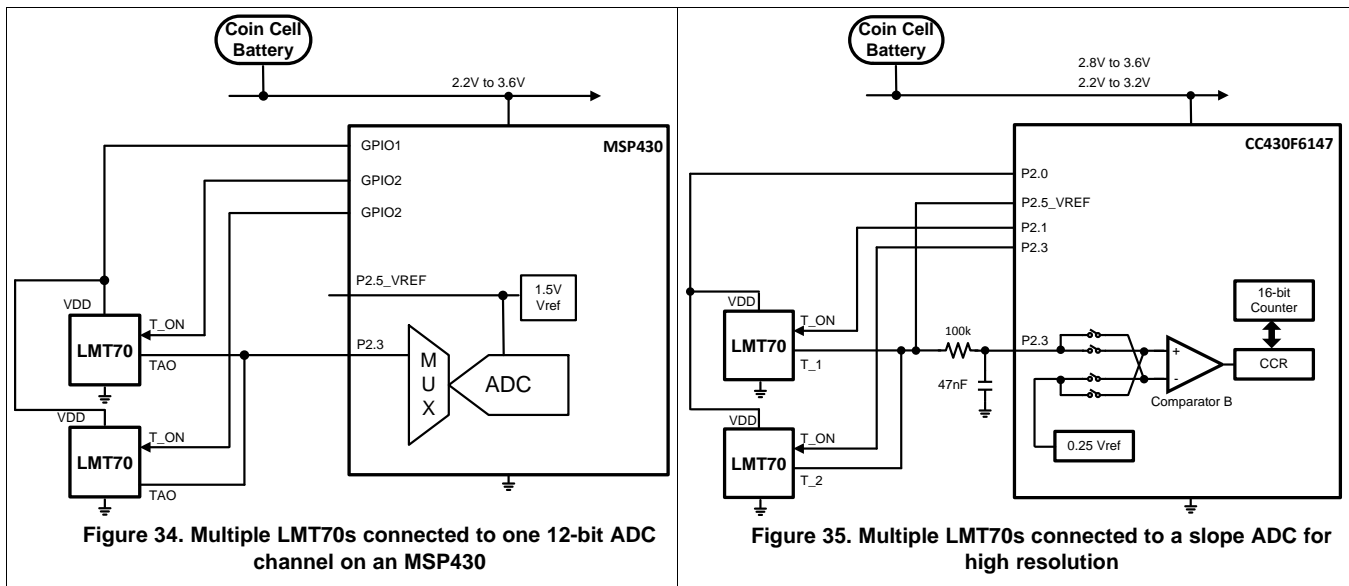 Coin Cell
Battery
2.2V to 3.6V
MSP430
GPIO1
GPIO2
GPIO2
P2.5_VREF
1.5V
Vref
VDD
T_ON
LMT70
TAO
P2.3
M
U
X
ADC
VDD
T_ON
LMT70
TAO
Figure 34. Multiple LMT70s connected to one 12-bit ADC
channel on an MSP430
Coin Cell
Battery
2.8V to 3.6V
2.2V to 3.2V
CC430F6147
P2.0
P2.5_VREF
P2.1
P2.3
VDD
T_ON
LMT70
T_1
100k
47nF
P2.3
+
-
Comparator B
16-bit
Counter
CCR
0.25 Vref
VDD
T_ON
LMT70
T_2
Figure 35. Multiple LMT70s connected to a slope ADC for
high resolution